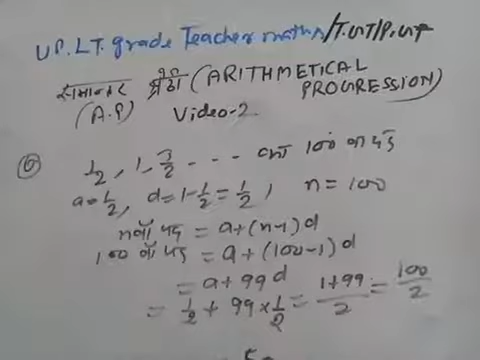 U.P. L.T. grade Teacher maths/T.GT/P.GT
समान्तर श्रेढी (ARITHMETICAL
(A.P) PROGRESSION)
Video-2
⑥ 1/2, 1, 3/2 - - - का 100 वा पद
a=1/2, d=1-1/2=1/2, n=100
nवाँ पद = a+(n-1)d
100 वाँ पद = a+(100-1)d
= a+99d
= 1/2+99×1/2 = (1+99)/2 = 100/2